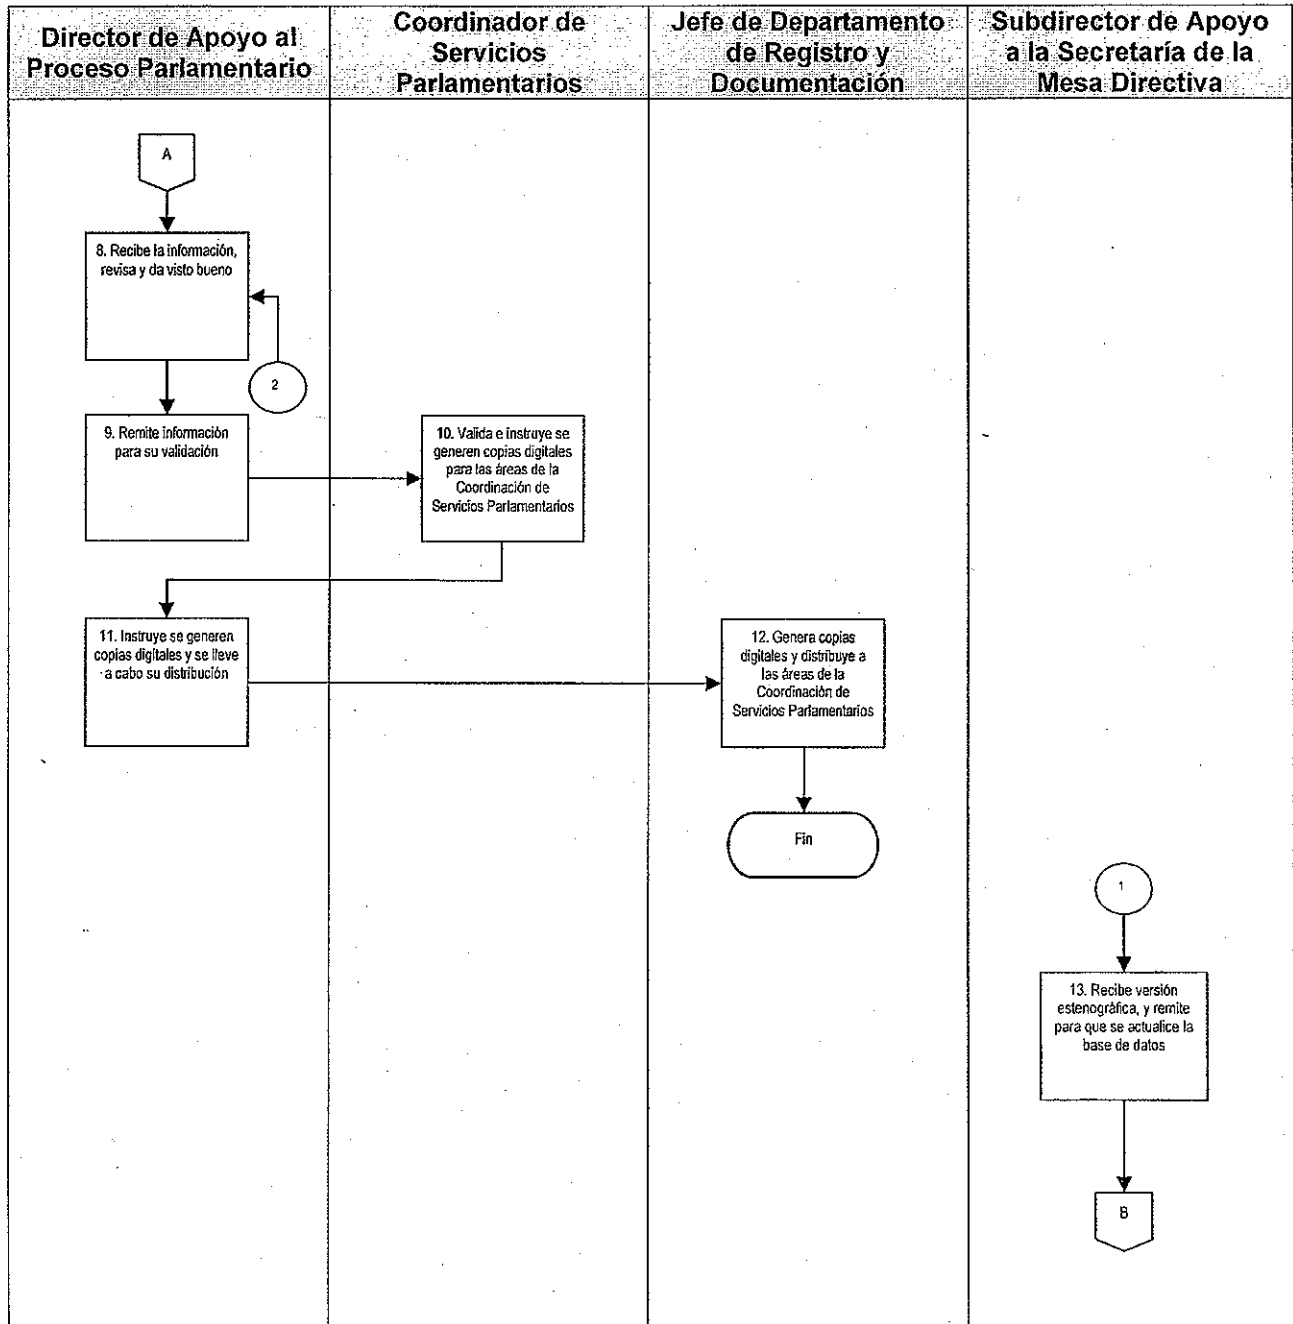 Director de Apoyo al
Proceso Parlamentario
Coordinador de
Servicios
Parlamentarios
Jefe de Departamento
de Registro y
Documentación
Subdirector de Apoyo
a la Secretaría de la
Mesa Directiva
A
8. Recibe la información,
revisa y da visto bueno
2
9. Remite información
para su validación
10. Valida e instruye se
generen copias digitales
para las áreas de la
Coordinación de
Servicios Parlamentarios
11. Instruye se generen
copias digitales y se lleve
a cabo su distribución
12. Genera copias
digitales y distribuye a
las áreas de la
Coordinación de
Servicios Parlamentarios
Fin
1
13. Recibe versión
estenográfica, y remite
para que se actualice la
base de datos
B